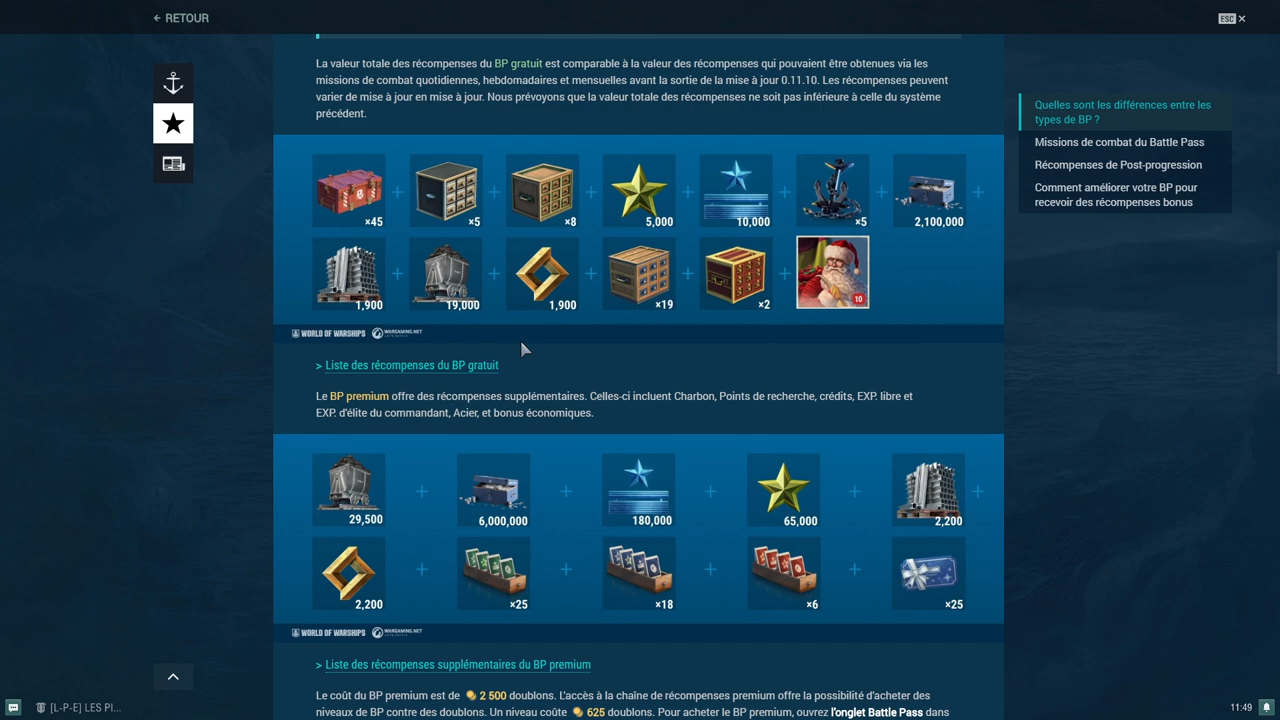 ← RETOUR
ESC ×
La valeur totale des récompenses du BP gratuit est comparable à la valeur des récompenses qui pouvaient être obtenues via les
missions de combat quotidiennes, hebdomadaires et mensuelles avant la sortie de la mise à jour 0.11.10. Les récompenses peuvent
varier de mise à jour en mise à jour. Nous prévoyons que la valeur totale des récompenses ne soit pas inférieure à celle du système
précédent.
Quelles sont les différences entre les
types de BP ?
Missions de combat du Battle Pass
Récompenses de Post-progression
Comment améliorer votre BP pour
recevoir des récompenses bonus
×45 + ×5 + ×8 + 5,000 + 10,000 + ×5 + 2,100,000 +
1,900 + 19,000 + 1,900 + ×19 + ×2 + 10
WORLD OF WARSHIPS WARGAMING.NET
> Liste des récompenses du BP gratuit
Le BP premium offre des récompenses supplémentaires. Celles-ci incluent Charbon, Points de recherche, crédits, EXP. libre et
EXP. d'élite du commandant, Acier, et bonus économiques.
29,500 + 6,000,000 + 180,000 + 65,000 + 2,200 +
2,200 + ×25 + ×18 + ×6 + ×25
WORLD OF WARSHIPS WARGAMING.NET
> Liste des récompenses supplémentaires du BP premium
Le coût du BP premium est de 2 500 doublons. L'accès à la chaîne de récompenses premium offre la possibilité d'acheter des
niveaux de BP contre des doublons. Un niveau coûte 625 doublons. Pour acheter le BP premium, ouvrez l'onglet Battle Pass dans
[L-P-E] LES PI...
11:49